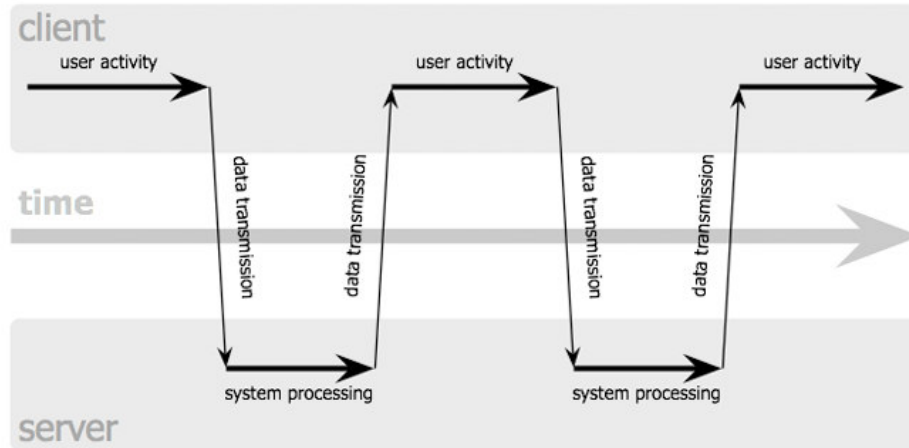 client
user activity
user activity
user activity
data transmission
data transmission
data transmission
data transmission
time
system processing
system processing
server